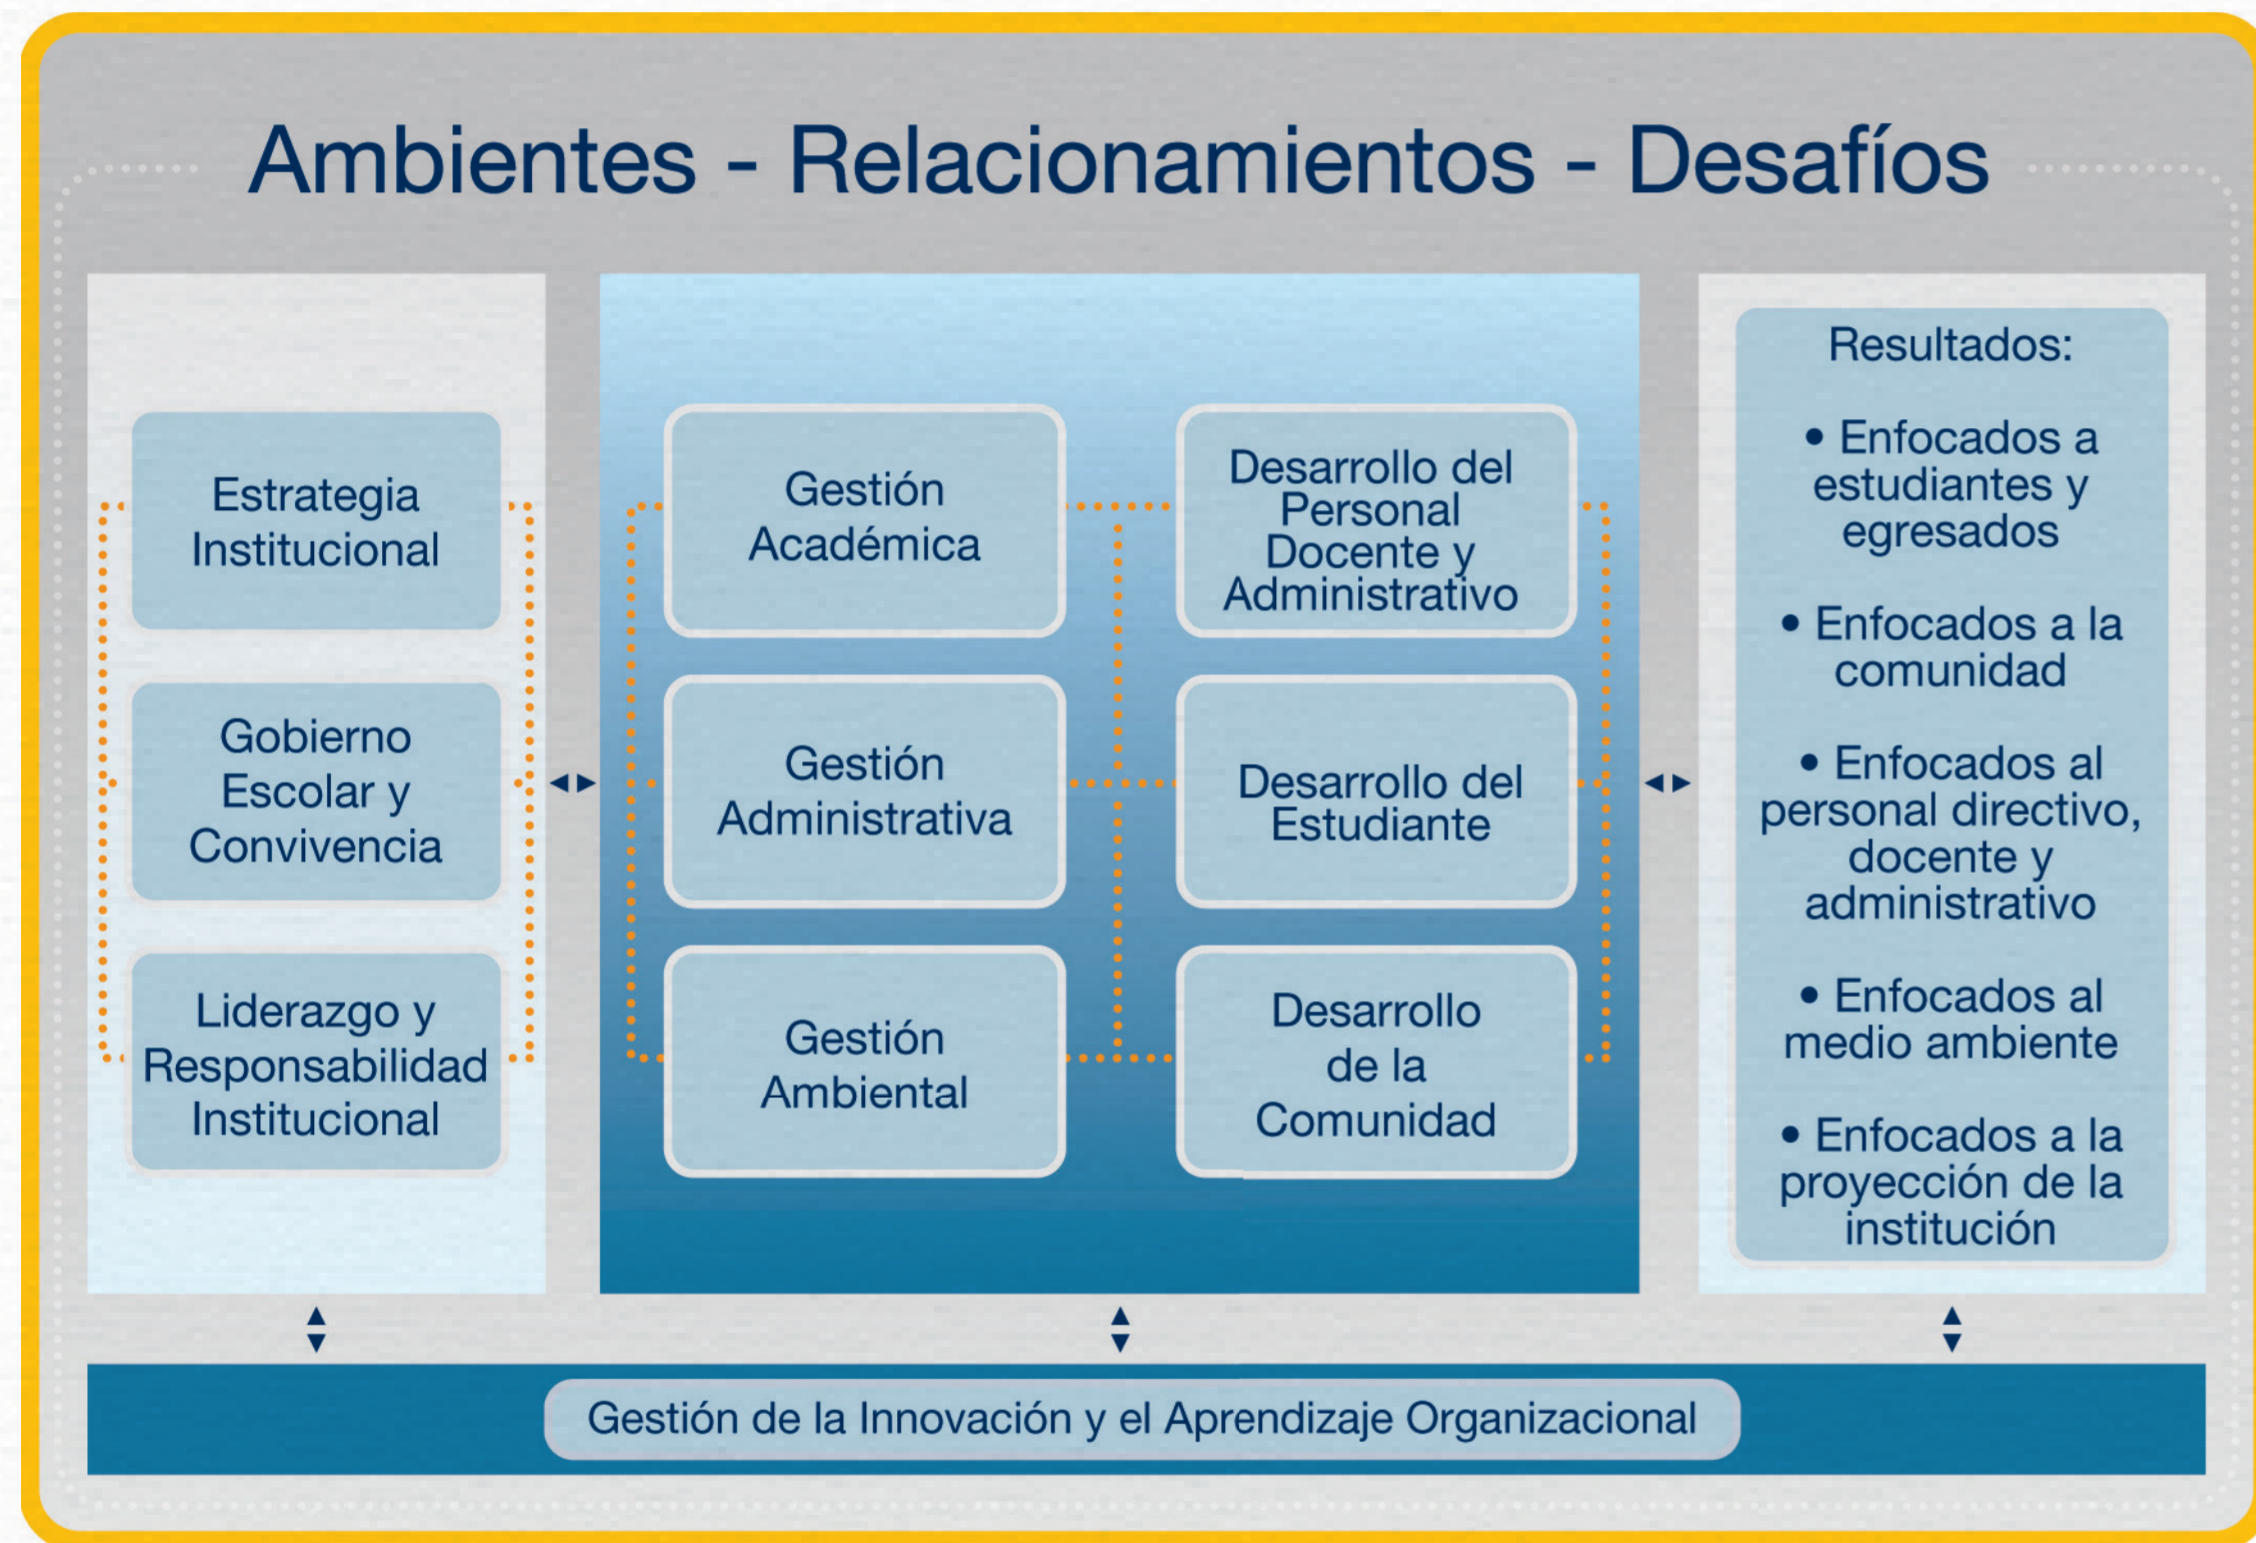 Ambientes - Relacionamientos - Desafíos
Estrategia
Institucional
Gobierno
Escolar y
Convivencia
Liderazgo y
Responsabilidad
Institucional
Gestión
Académica
Desarrollo del
Personal
Docente y
Administrativo
Gestión
Administrativa
Desarrollo del
Estudiante
Gestión
Ambiental
Desarrollo
de la
Comunidad
Resultados:
• Enfocados a
estudiantes y
egresados
• Enfocados a la
comunidad
• Enfocados al
personal directivo,
docente y
administrativo
• Enfocados al
medio ambiente
• Enfocados a la
proyección de la
institución
Gestión de la Innovación y el Aprendizaje Organizacional